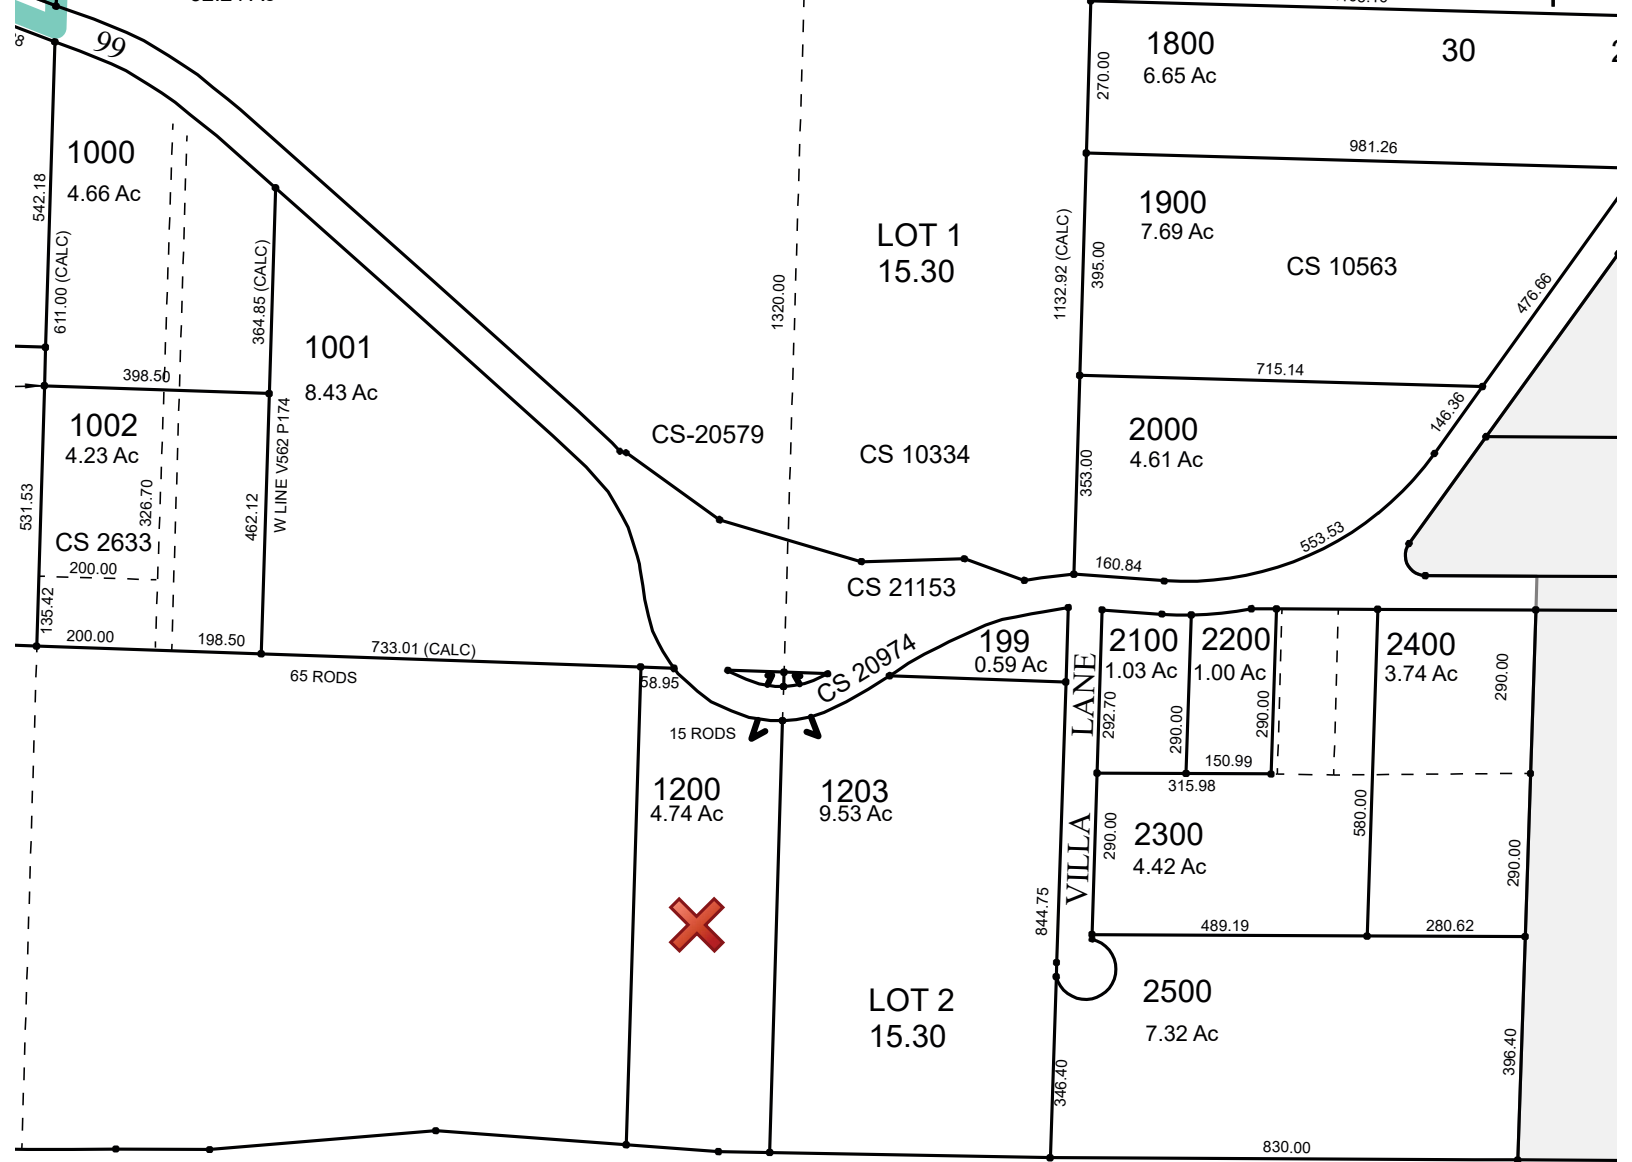 99
1000
4.66 Ac
542.18
611.00 (CALC)
364.85 (CALC)
398.50
1001
8.43 Ac
1002
4.23 Ac
531.53
326.70
462.12
W LINE V562 P174
CS 2633
200.00
135.42
200.00
198.50
733.01 (CALC)
65 RODS
58.95
15 RODS
1320.00
LOT 1
15.30
CS-20579
CS 10334
CS 21153
CS 20974
1800
6.65 Ac
30
270.00
981.26
1900
7.69 Ac
1132.92 (CALC)
395.00
CS 10563
476.66
715.14
146.36
2000
4.61 Ac
353.00
553.53
160.84
199
0.59 Ac
2100
1.03 Ac
2200
1.00 Ac
2400
3.74 Ac
292.70
290.00
290.00
290.00
150.99
315.98
VILLA LANE
1200
4.74 Ac
1203
9.53 Ac
2300
4.42 Ac
290.00
580.00
290.00
844.75
489.19
280.62
LOT 2
15.30
2500
7.32 Ac
346.40
396.40
830.00